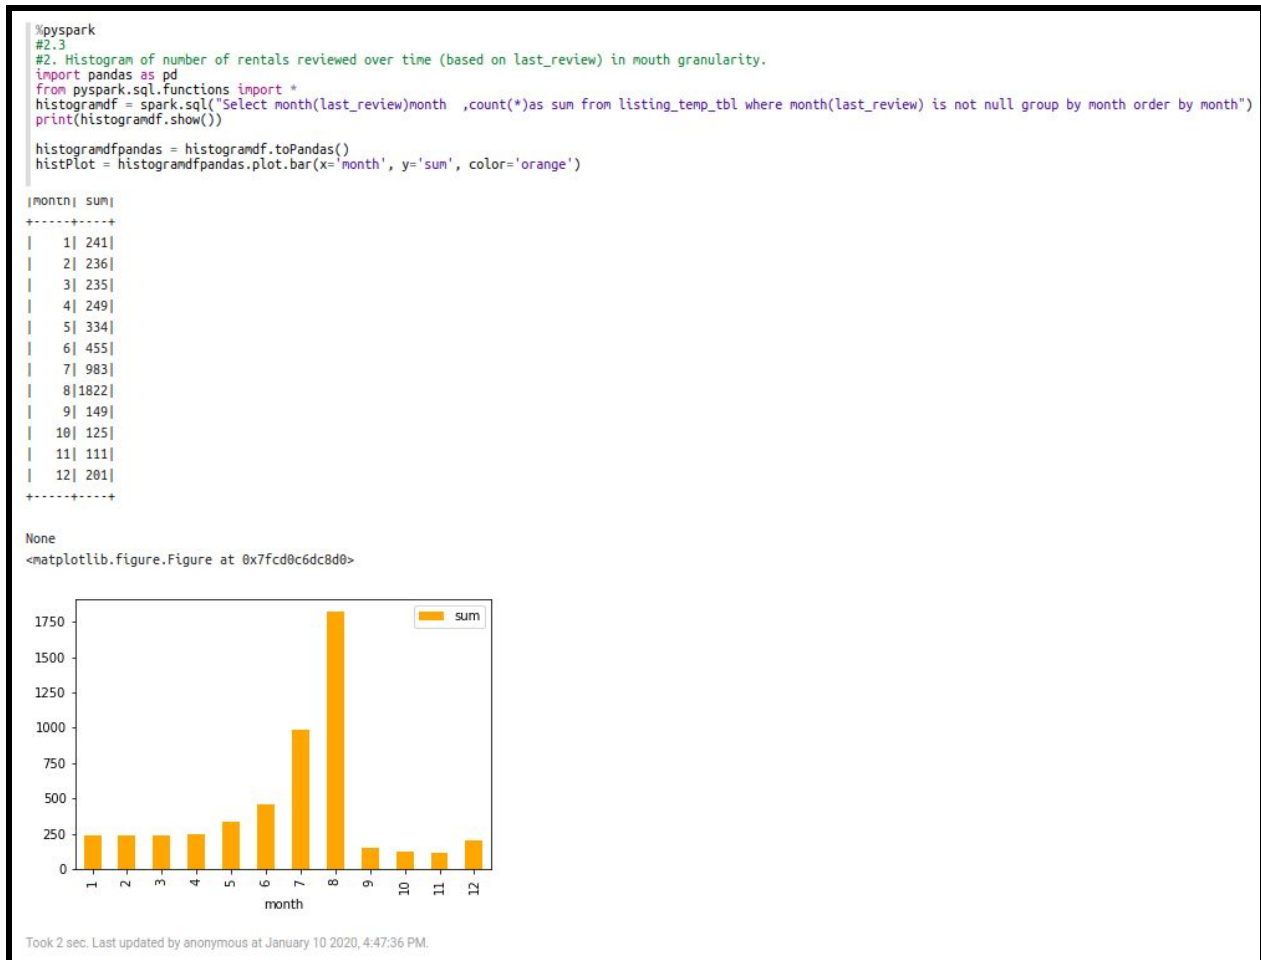 %pyspark
#2.3
#2. Histogram of number of rentals reviewed over time (based on last_review) in mouth granularity.
import pandas as pd
from pyspark.sql.functions import *
histogramdf = spark.sql("Select month(last_review)month  ,count(*)as sum from listing_temp_tbl where month(last_review) is not null group by month order by month")
print(histogramdf.show())
histogramdfpandas = histogramdf.toPandas()
histPlot = histogramdfpandas.plot.bar(x='month', y='sum', color='orange')
|month| sum|
+-----+----+
|    1| 241|
|    2| 236|
|    3| 235|
|    4| 249|
|    5| 334|
|    6| 455|
|    7| 983|
|    8|1822|
|    9| 149|
|   10| 125|
|   11| 111|
|   12| 201|
+-----+----+
None
<matplotlib.figure.Figure at 0x7fcd0c6dc8d0>
sum
1750
1500
1250
1000
750
500
250
0
1 2 3 4 5 6 7 8 9 10 11 12
month
Took 2 sec. Last updated by anonymous at January 10 2020, 4:47:36 PM.